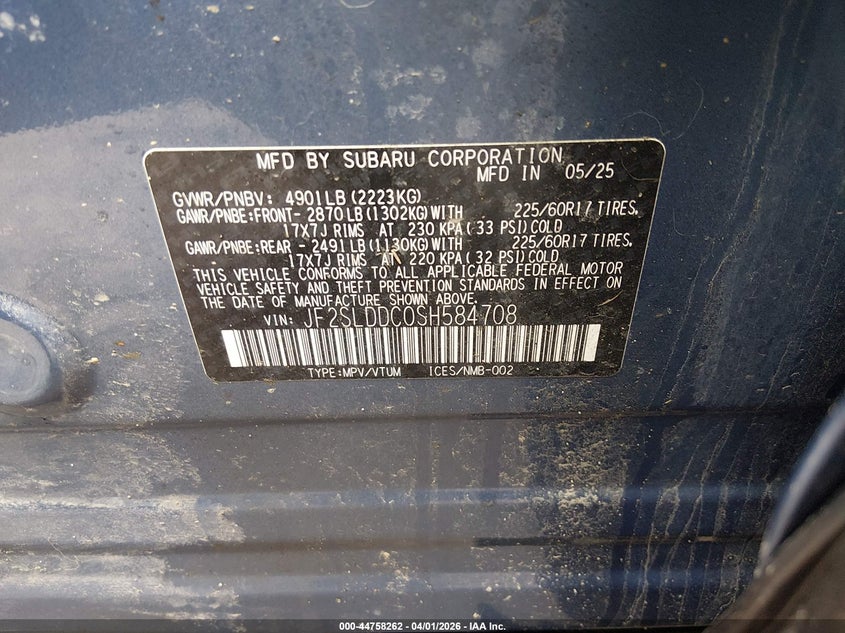 MFD BY SUBARU CORPORATION
MFD IN 05/25
GVWR/PNBV: 4901LB(2223KG)
GAWR/PNBE:FRONT- 2870LB(1302KG)WITH 225/60R17 TIRES,
17X7J RIMS AT 230 KPA(33 PSI)COLD
GAWR/PNBE:REAR - 2491LB(1130KG)WITH 225/60R17 TIRES,
17X7J RIMS AT 220 KPA(32 PSI)COLD
THIS VEHICLE CONFORMS TO ALL APPLICABLE FEDERAL MOTOR
VEHICLE SAFETY AND THEFT PREVENTION STANDARDS IN EFFECT ON
THE DATE OF MANUFACTURE SHOWN ABOVE.
VIN: JF2SLDDC0SH584708
TYPE:MPV/VTUM ICES/NMB-002
000-44758262 - 04/01/2026 - IAA Inc.